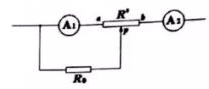 A₁ a R' b A₂
P
R₀